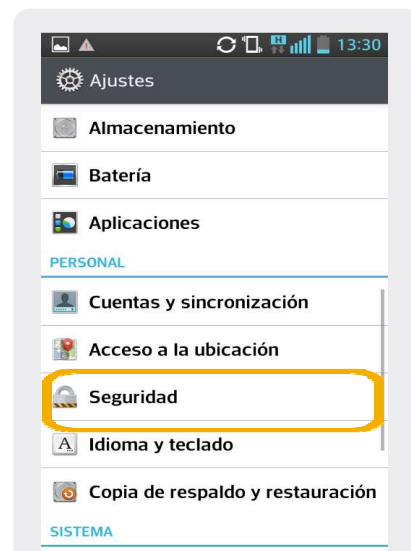 H 13:30
Ajustes
Almacenamiento
Batería
Aplicaciones
PERSONAL
Cuentas y sincronización
Acceso a la ubicación
Seguridad
A Idioma y teclado
Copia de respaldo y restauración
SISTEMA